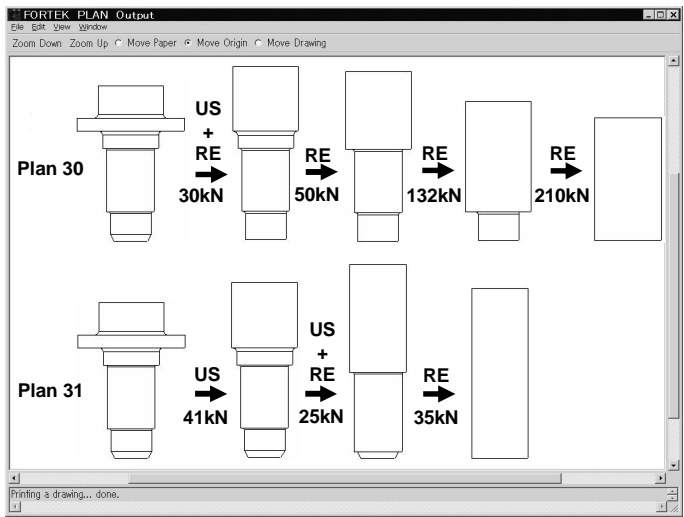 FORTEK PLAN Output
File Edit View Window
Zoom Down Zoom Up Move Paper Move Origin Move Drawing
Plan 30
US
+
RE
30kN
RE
50kN
RE
132kN
RE
210kN
Plan 31
US
41kN
US
+
RE
25kN
RE
35kN
Printing a drawing... done.